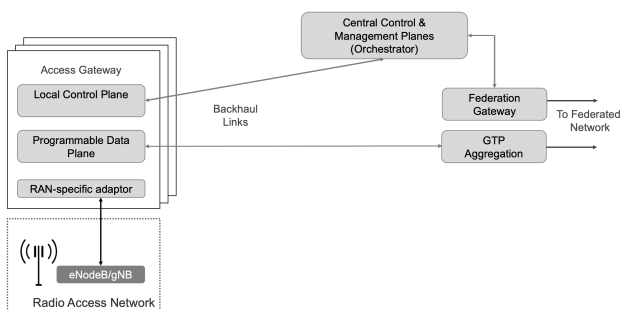 Central Control &
Management Planes
(Orchestrator)
Access Gateway
Local Control Plane
Backhaul
Links
Federation
Gateway
To Federated
Network
Programmable Data
Plane
GTP
Aggregation
RAN-specific adaptor
eNodeB/gNB
Radio Access Network